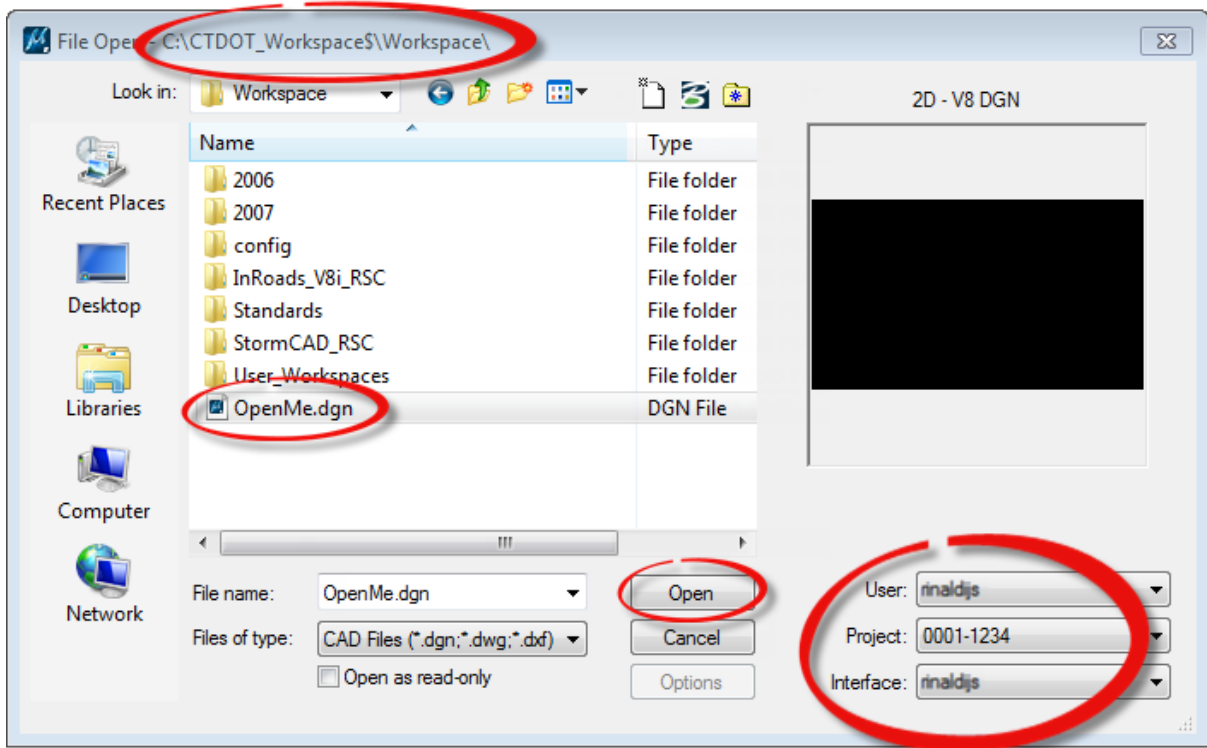 File Open - C:\CTDOT_Workspace$\Workspace\
Look in: Workspace
2D - V8 DGN
Name Type
Recent Places
Desktop
Libraries
Computer
Network
2006 File folder
2007 File folder
config File folder
InRoads_V8i_RSC File folder
Standards File folder
StormCAD_RSC File folder
User_Workspaces File folder
OpenMe.dgn DGN File
File name: OpenMe.dgn Open
Files of type: CAD Files (*.dgn;*.dwg;*.dxf) Cancel
Open as read-only Options
User: rinaldijs
Project: 0001-1234
Interface: rinaldijs